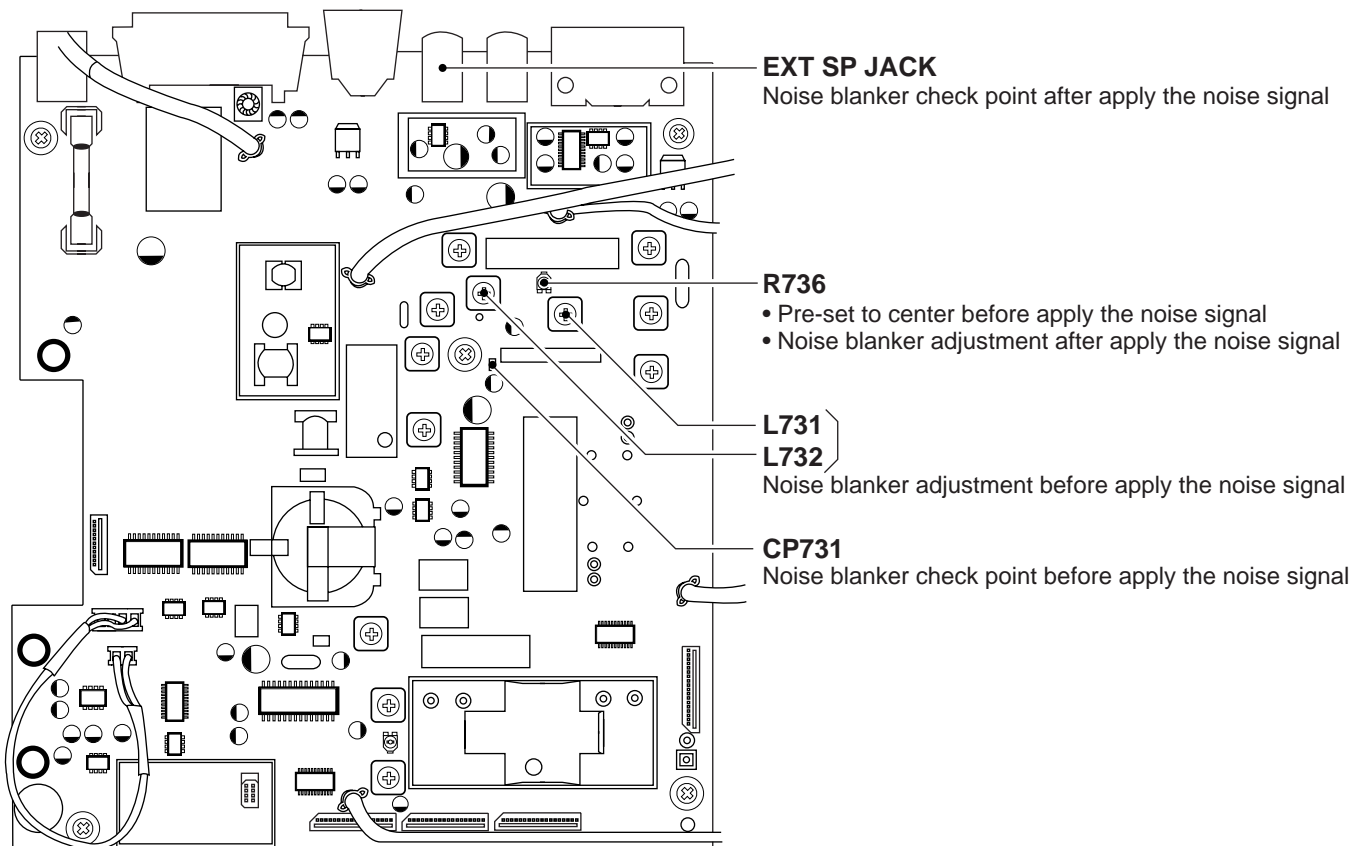 EXT SP JACK
Noise blanker check point after apply the noise signal
R736
• Pre-set to center before apply the noise signal
• Noise blanker adjustment after apply the noise signal
L731
L732
Noise blanker adjustment before apply the noise signal
CP731
Noise blanker check point before apply the noise signal